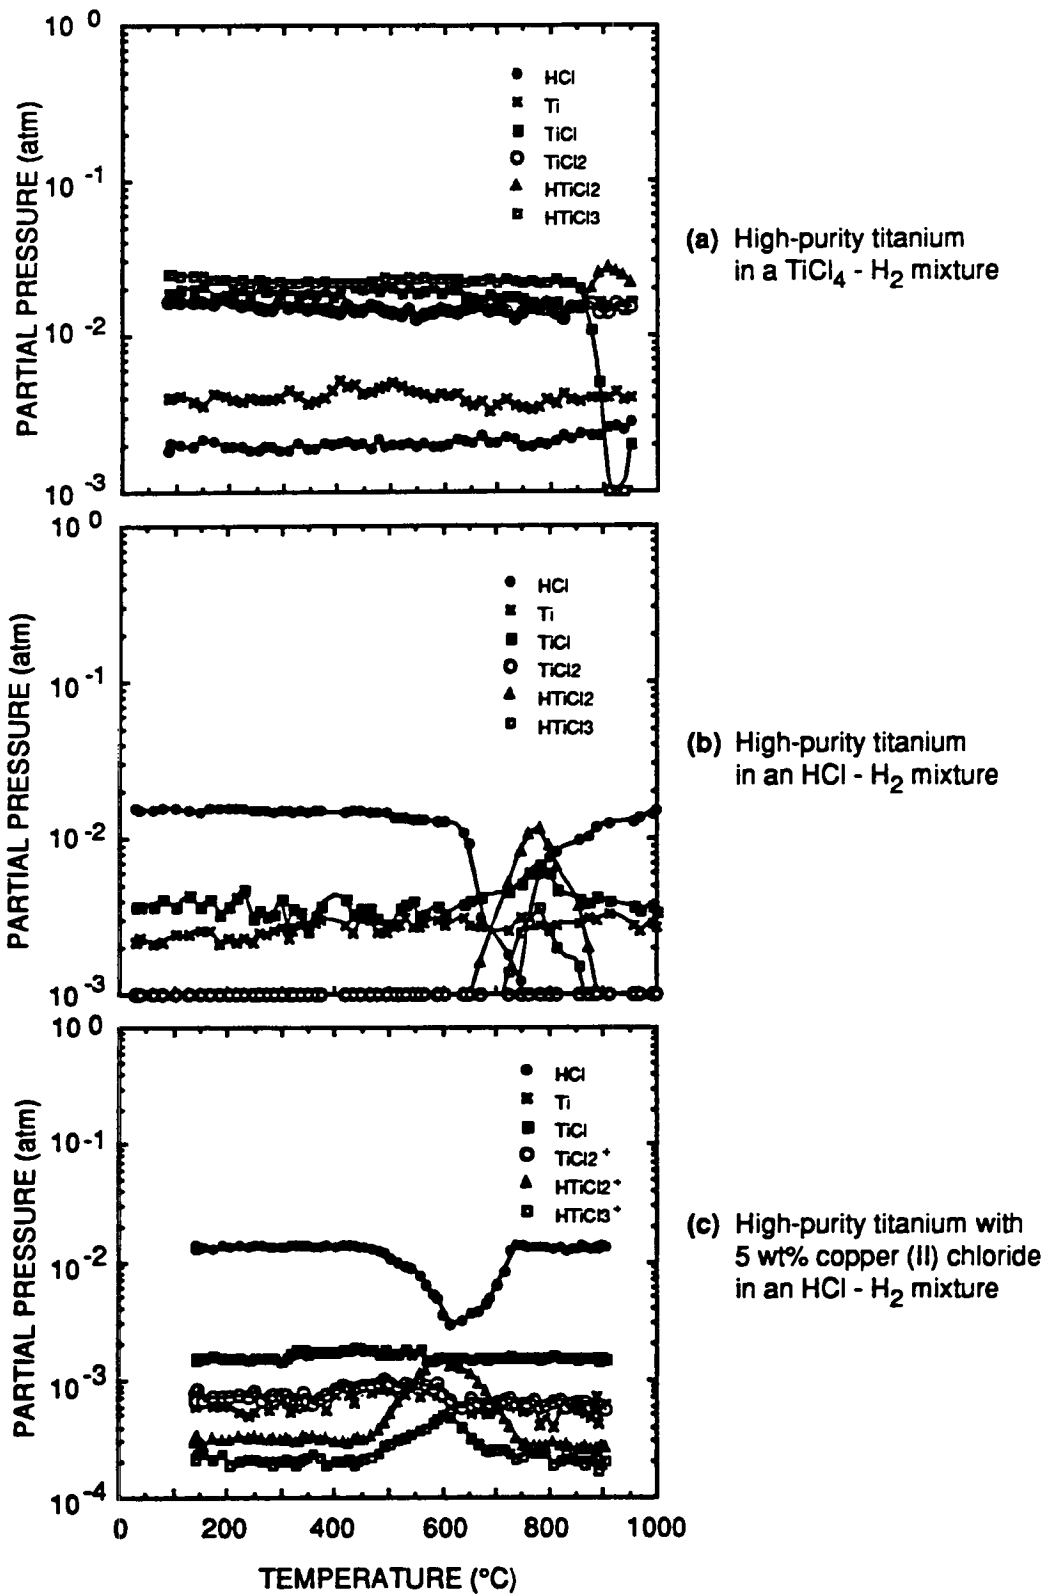 10 0
10 -1
10 -2
10 -3
PARTIAL PRESSURE (atm)
HCl
Ti
TiCl
TiCl2
HTiCl2
HTiCl3
(a) High-purity titanium
in a TiCl4 - H2 mixture
10 0
10 -1
10 -2
10 -3
PARTIAL PRESSURE (atm)
HCl
Ti
TiCl
TiCl2
HTiCl2
HTiCl3
(b) High-purity titanium
in an HCl - H2 mixture
10 0
10 -1
10 -2
10 -3
10 -4
PARTIAL PRESSURE (atm)
HCl
Ti
TiCl
TiCl2 +
HTiCl2 +
HTiCl3 +
(c) High-purity titanium with
5 wt% copper (II) chloride
in an HCl - H2 mixture
0 200 400 600 800 1000
TEMPERATURE (°C)